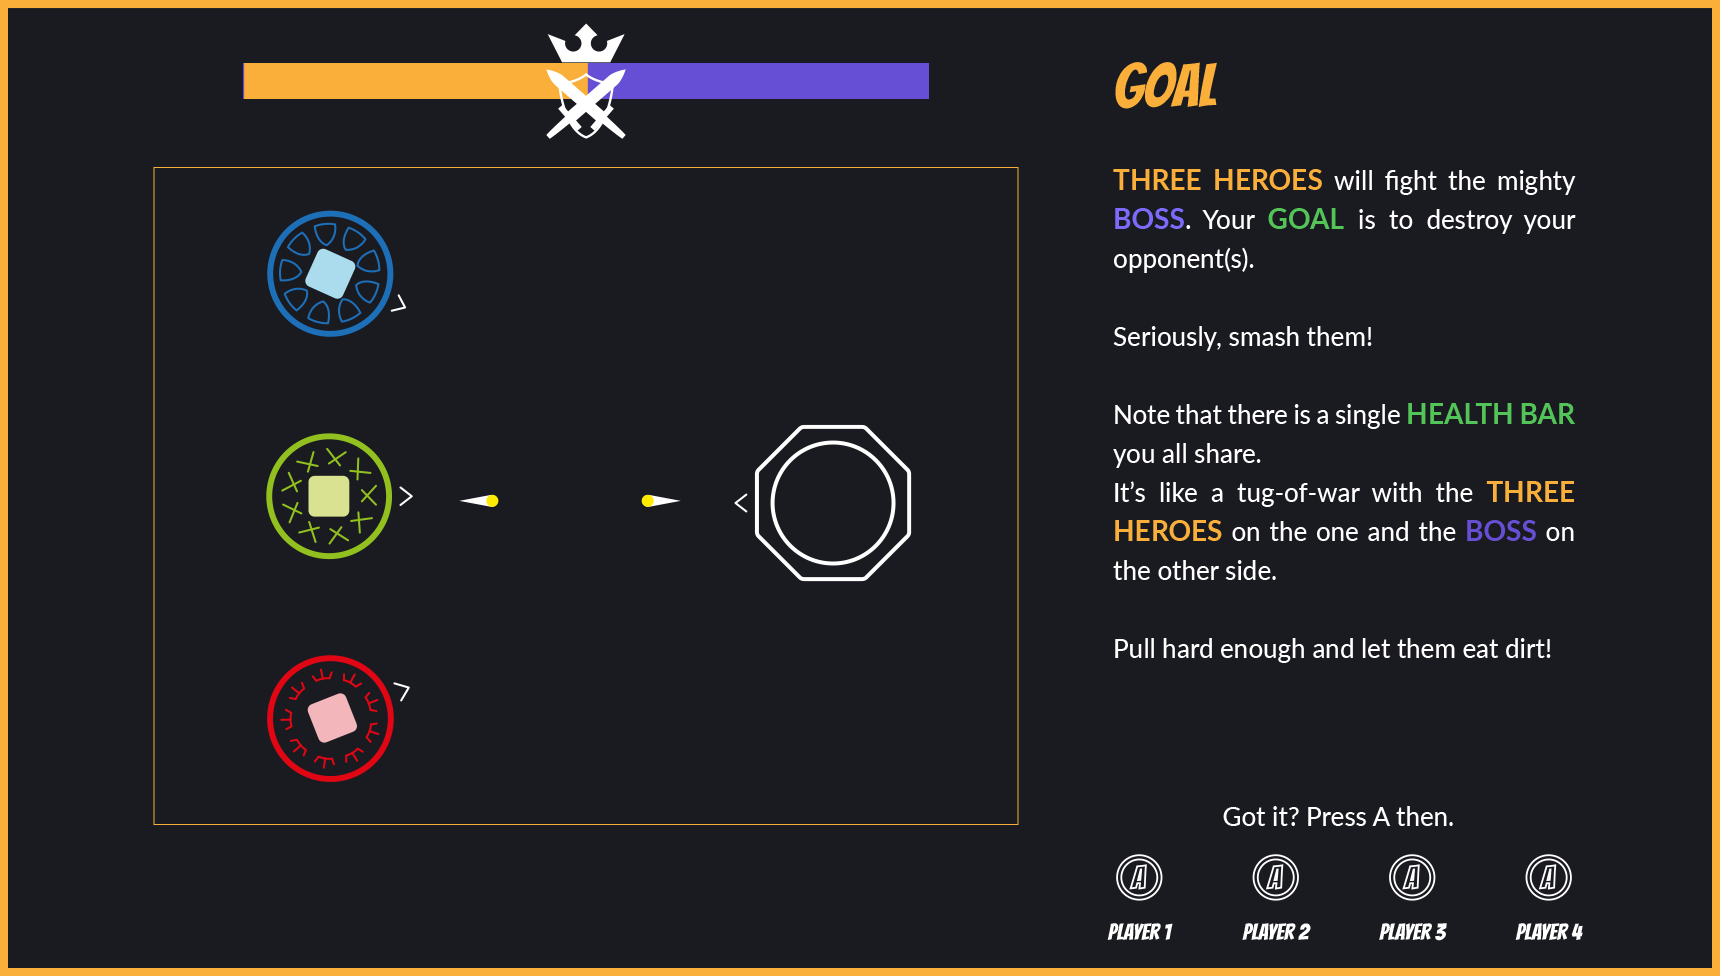 GOAL
THREE HEROES will fight the mighty
BOSS. Your GOAL is to destroy your
opponent(s).
Seriously, smash them!
Note that there is a single HEALTH BAR
you all share.
It’s like a tug-of-war with the THREE
HEROES on the one and the BOSS on
the other side.
Pull hard enough and let them eat dirt!
Got it? Press A then.
A A A A
PLAYER 1 PLAYER 2 PLAYER 3 PLAYER 4